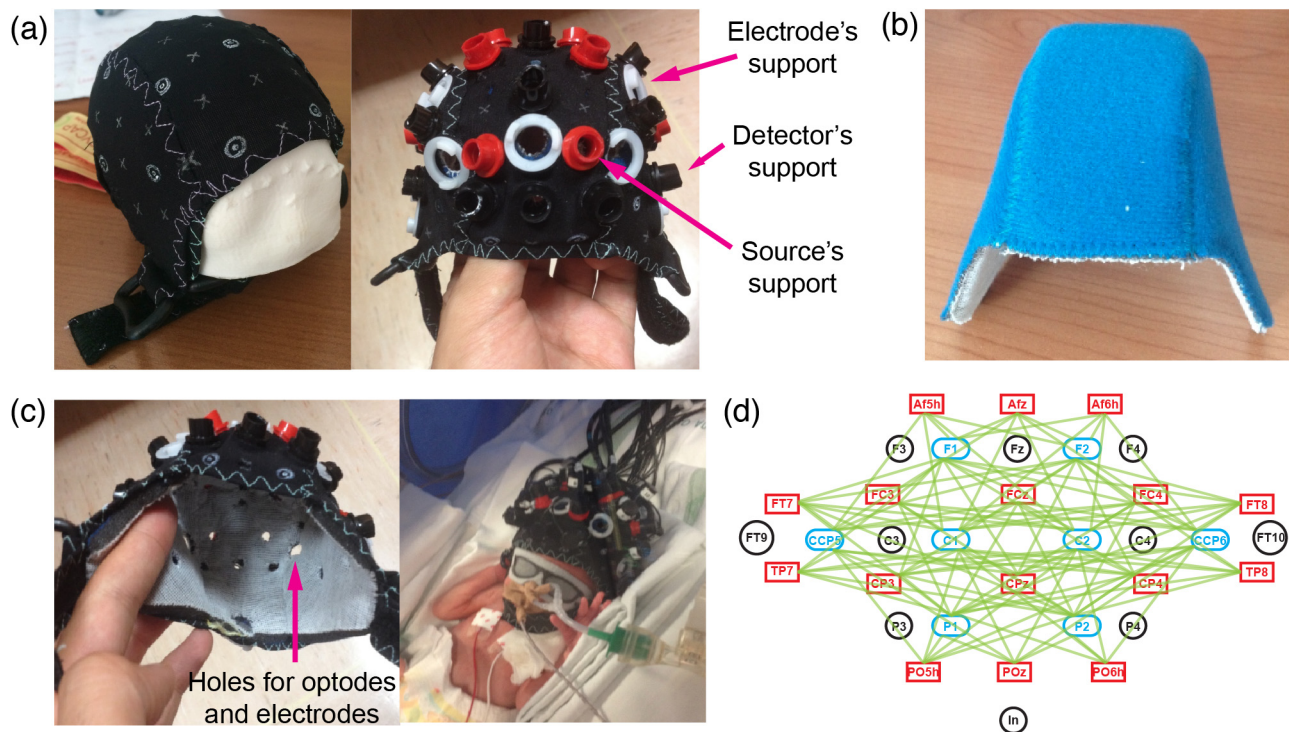 (a)
Electrode's
support
Detector's
support
Source's
support
(b)
(c)
Holes for optodes
and electrodes
(d)
Af5h Afz Af6h
F3 F1 Fz F2 F4
FT7 FC3 FCz FC4 FT8
FT9 CCP5 C3 C1 C2 C4 CCP6 FT10
TP7 CP3 CPz CP4 TP8
P3 P1 P2 P4
PO5h POz PO6h
In